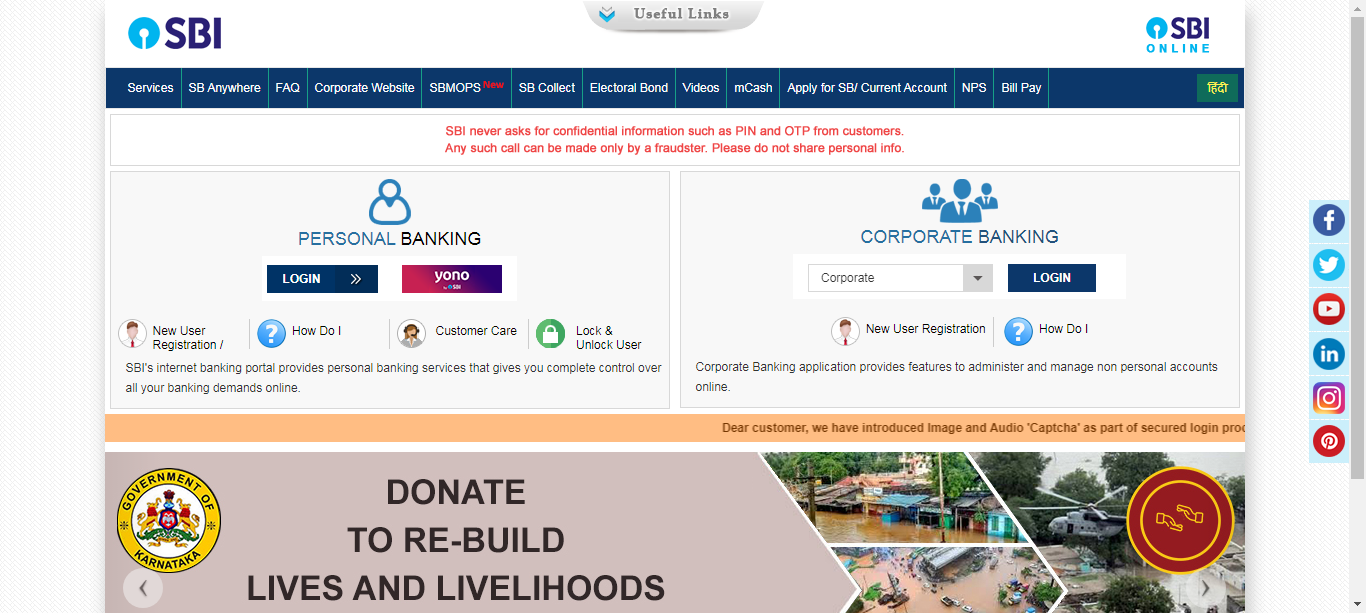 Useful Links
SBI
SBI
ONLINE
Services SB Anywhere FAQ Corporate Website SBMOPS New SB Collect Electoral Bond Videos mCash Apply for SB/ Current Account NPS Bill Pay हिंदी
SBI never asks for confidential information such as PIN and OTP from customers.
Any such call can be made only by a fraudster. Please do not share personal info.
PERSONAL BANKING
LOGIN
yono
by SBI
New User
Registration /
How Do I
Customer Care
Lock &
Unlock User
SBI's internet banking portal provides personal banking services that gives you complete control over
all your banking demands online.
CORPORATE BANKING
Corporate
LOGIN
New User Registration
How Do I
Corporate Banking application provides features to administer and manage non personal accounts
online.
Dear customer, we have introduced Image and Audio 'Captcha' as part of secured login proc
GOVERNMENT OF
KARNATAKA
DONATE
TO RE-BUILD
LIVES AND LIVELIHOODS